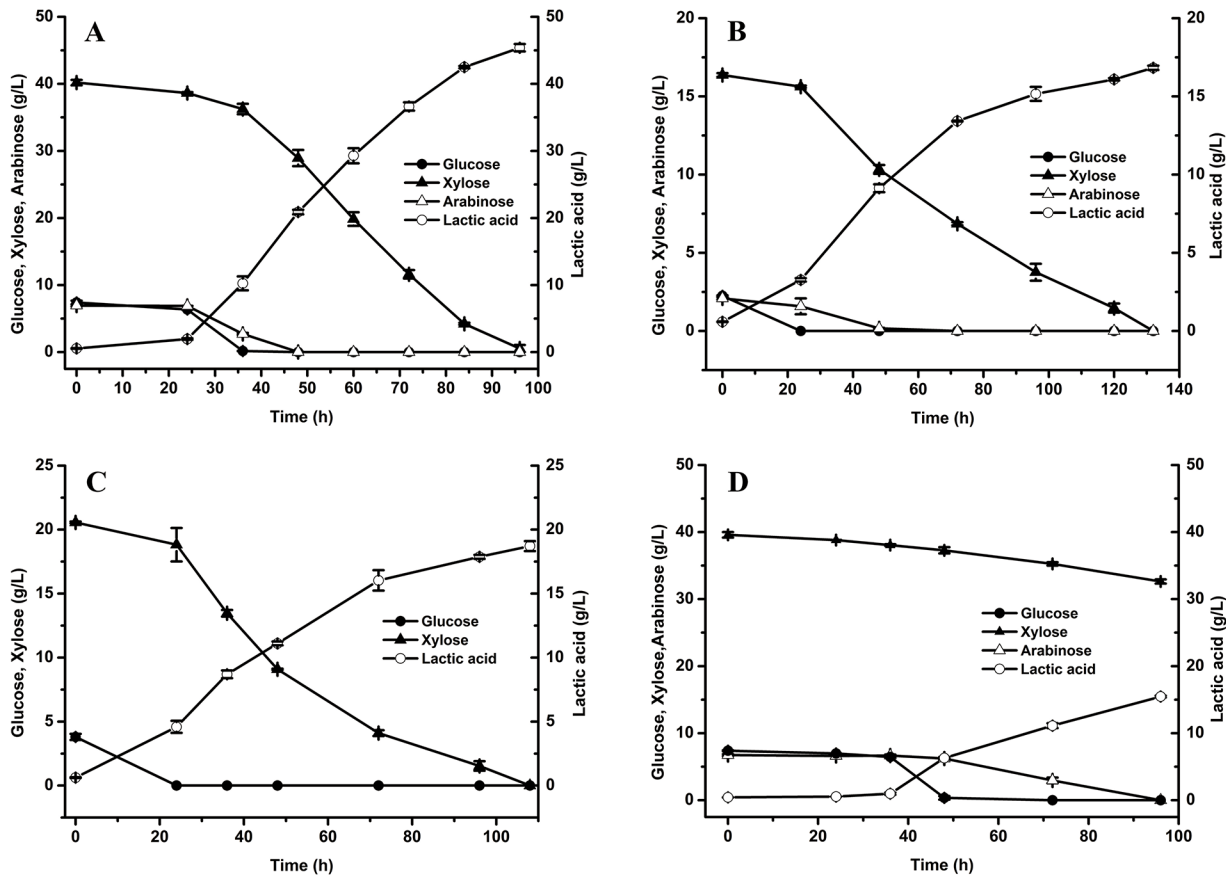 A
Glucose, Xylose, Arabinose (g/L)
50
40
30
20
10
0
50
40
30
20
10
0
Lactic acid (g/L)
Glucose
Xylose
Arabinose
Lactic acid
0 10 20 30 40 50 60 70 80 90 100
Time (h)
B
Glucose, Xylose, Arabinose (g/L)
20
15
10
5
0
20
15
10
5
0
Lactic acid (g/L)
Glucose
Xylose
Arabinose
Lactic acid
0 20 40 60 80 100 120 140
Time (h)
C
Glucose, Xylose (g/L)
25
20
15
10
5
0
25
20
15
10
5
0
Lactic acid (g/L)
Glucose
Xylose
Lactic acid
0 20 40 60 80 100
Time (h)
D
Glucose, Xylose,Arabinose (g/L)
50
40
30
20
10
0
50
40
30
20
10
0
Lactic acid (g/L)
Glucose
Xylose
Arabinose
Lactic acid
0 20 40 60 80 100
Time (h)